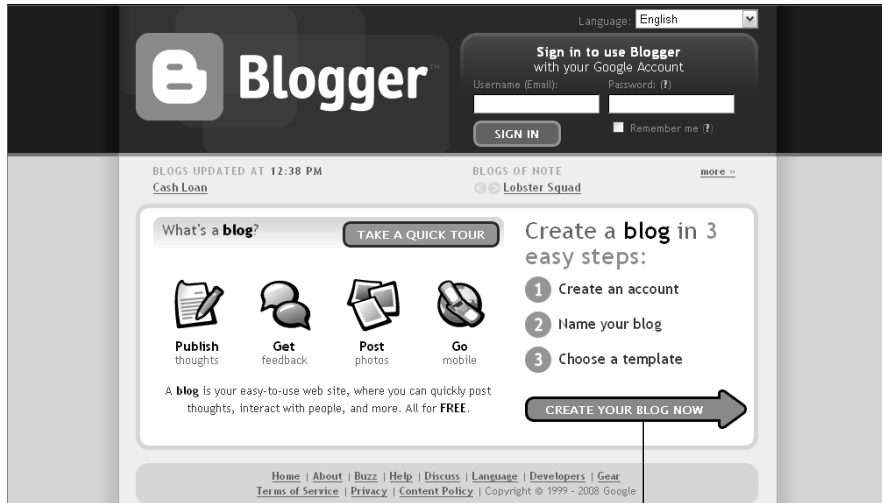 Language: English
Blogger™
Sign in to use Blogger
with your Google Account
Username (Email): Password: (?)
SIGN IN Remember me (?)
BLOGS UPDATED AT 12:38 PM
Cash Loan
BLOGS OF NOTE more »
Lobster Squad
What's a blog? TAKE A QUICK TOUR
Publish
thoughts
Get
feedback
Post
photos
Go
mobile
A blog is your easy-to-use web site, where you can quickly post
thoughts, interact with people, and more. All for FREE.
Create a blog in 3
easy steps:
1 Create an account
2 Name your blog
3 Choose a template
CREATE YOUR BLOG NOW
Home | About | Buzz | Help | Discuss | Language | Developers | Gear
Terms of Service | Privacy | Content Policy | Copyright © 1999 - 2008 Google